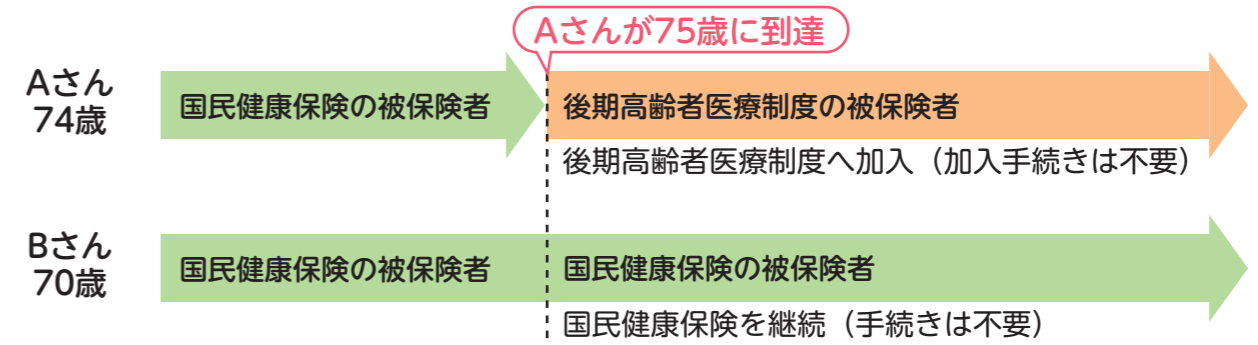 Aさんが75歳に到達
Aさん
74歳
国民健康保険の被保険者
後期高齢者医療制度の被保険者
後期高齢者医療制度へ加入（加入手続きは不要）
Bさん
70歳
国民健康保険の被保険者
国民健康保険の被保険者
国民健康保険を継続（手続きは不要）